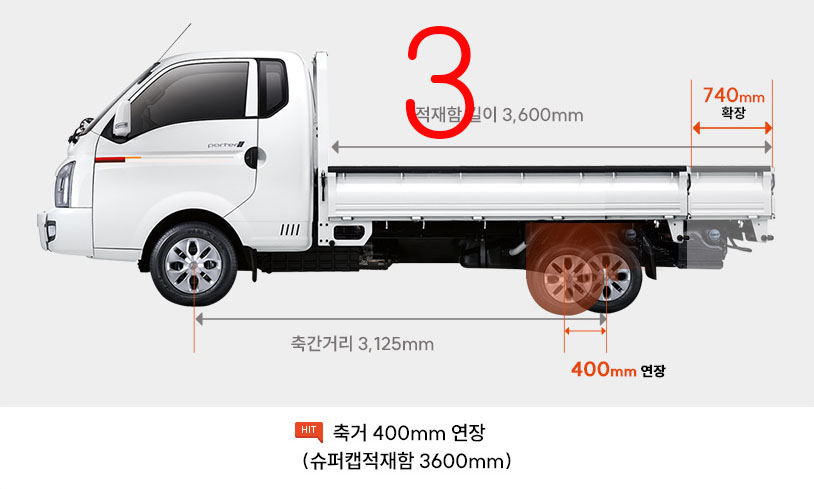 3
740mm
확장
적재함 길이 3,600mm
porter II
축간거리 3,125mm
400mm 연장
HIT 축거 400mm 연장
(슈퍼캡적재함 3600mm)